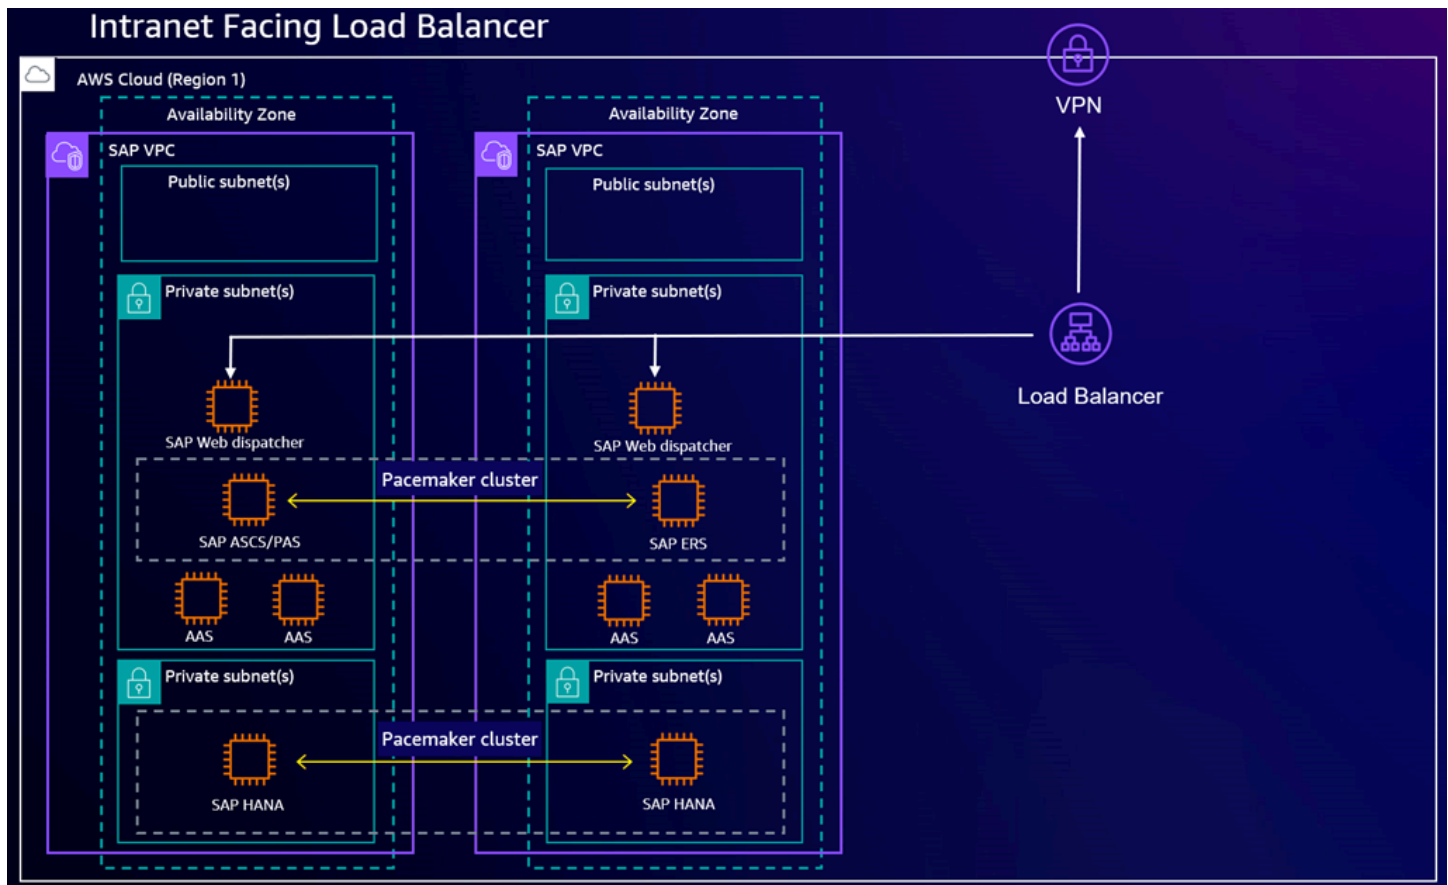 Intranet Facing Load Balancer
AWS Cloud (Region 1)
VPN
Availability Zone
SAP VPC
Public subnet(s)
Private subnet(s)
SAP Web dispatcher
Availability Zone
SAP VPC
Public subnet(s)
Private subnet(s)
SAP Web dispatcher
Load Balancer
Pacemaker cluster
SAP ASCS/PAS
SAP ERS
AAS
AAS
AAS
AAS
Private subnet(s)
Private subnet(s)
Pacemaker cluster
SAP HANA
SAP HANA